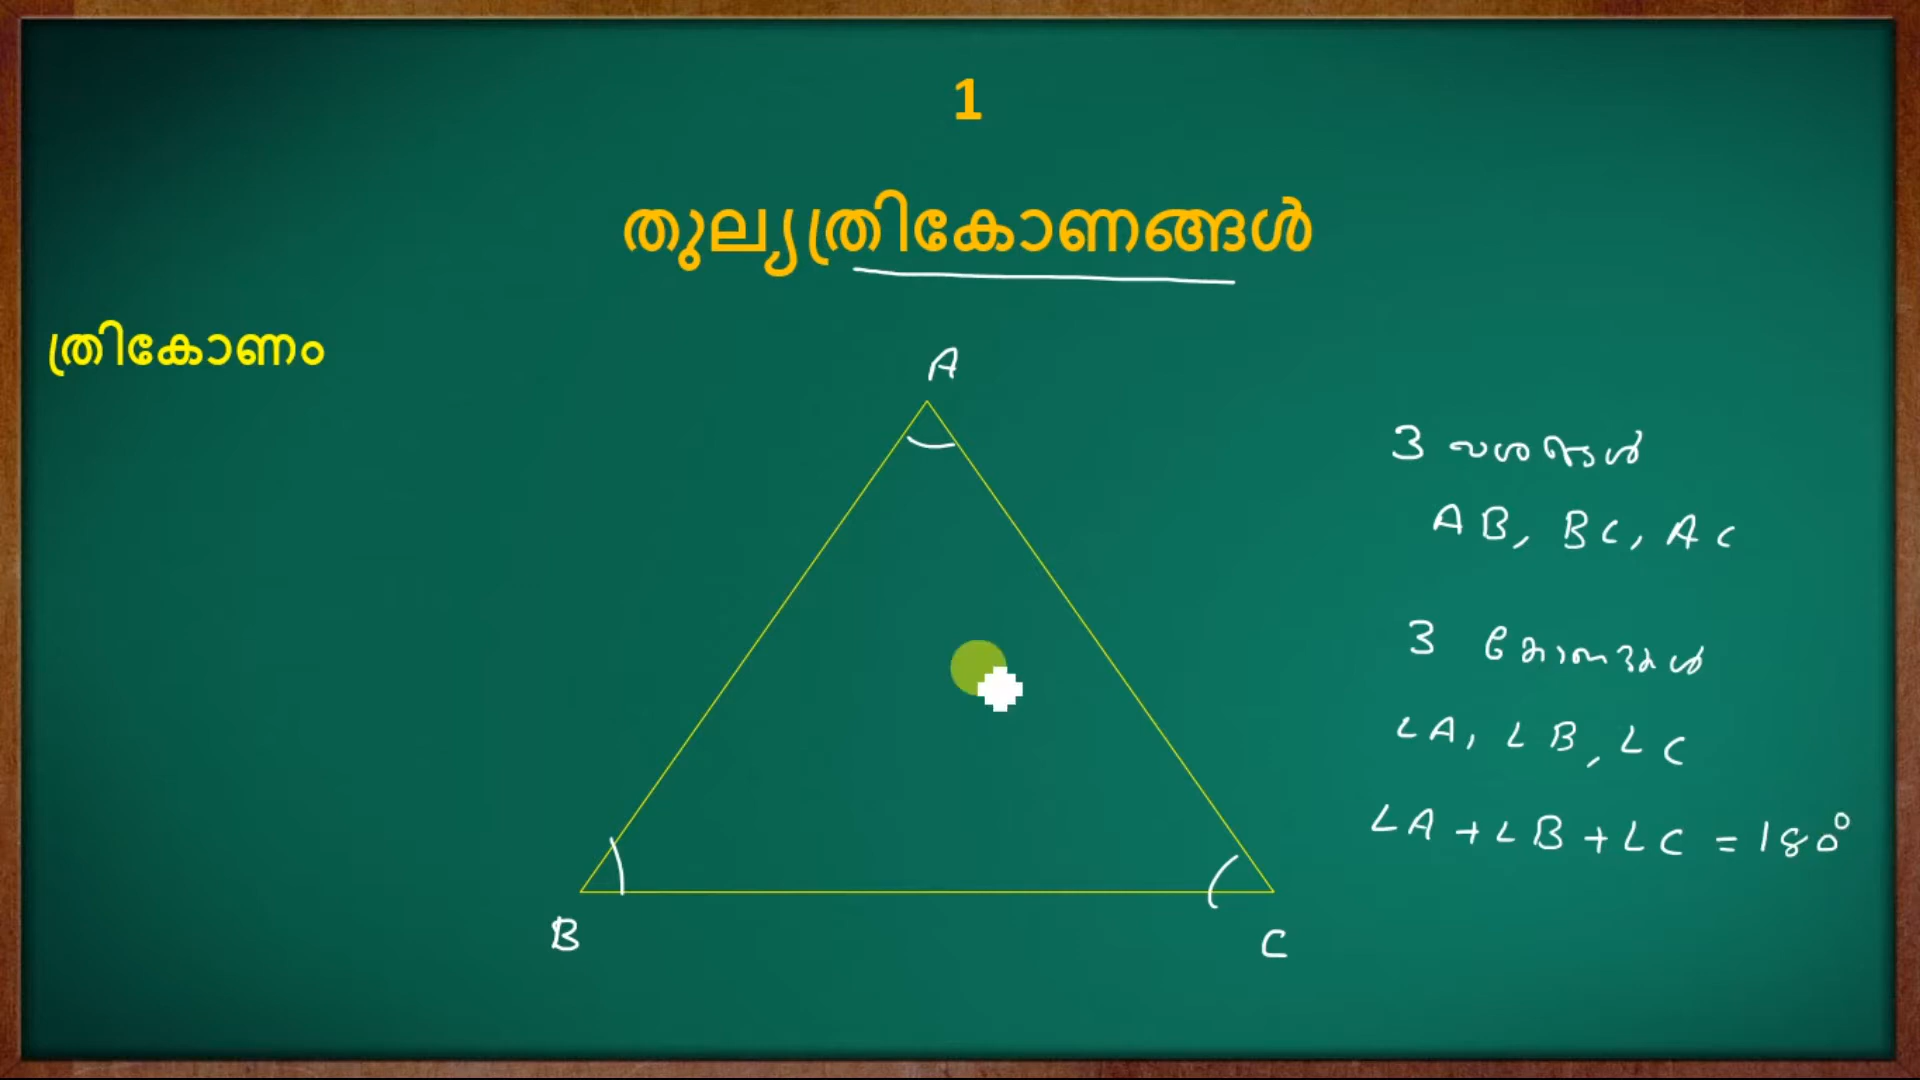 1
തുല്യത്രികോണങ്ങൾ
ത്രികോണം
A
3 വശങ്ങൾ
AB, BC, AC
3 കോണുകൾ
∠A, ∠B, ∠C
∠A + ∠B + ∠C = 180°
B
C